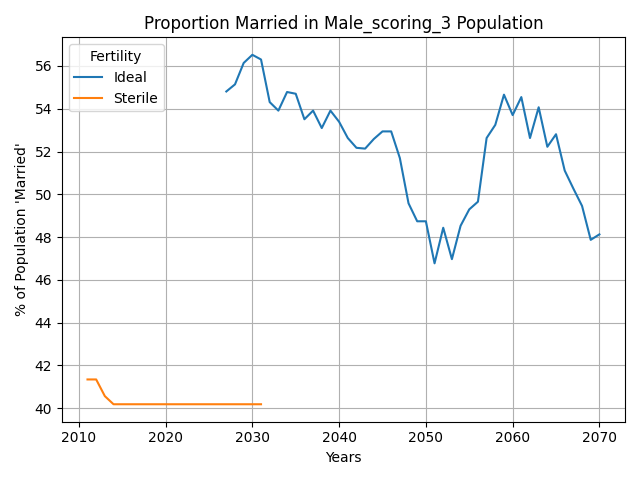 Proportion Married in Male_scoring_3 Population
Fertility
Ideal
Sterile
% of Population 'Married'
56
54
52
50
48
46
44
42
40
2010
2020
2030
2040
2050
2060
2070
Years